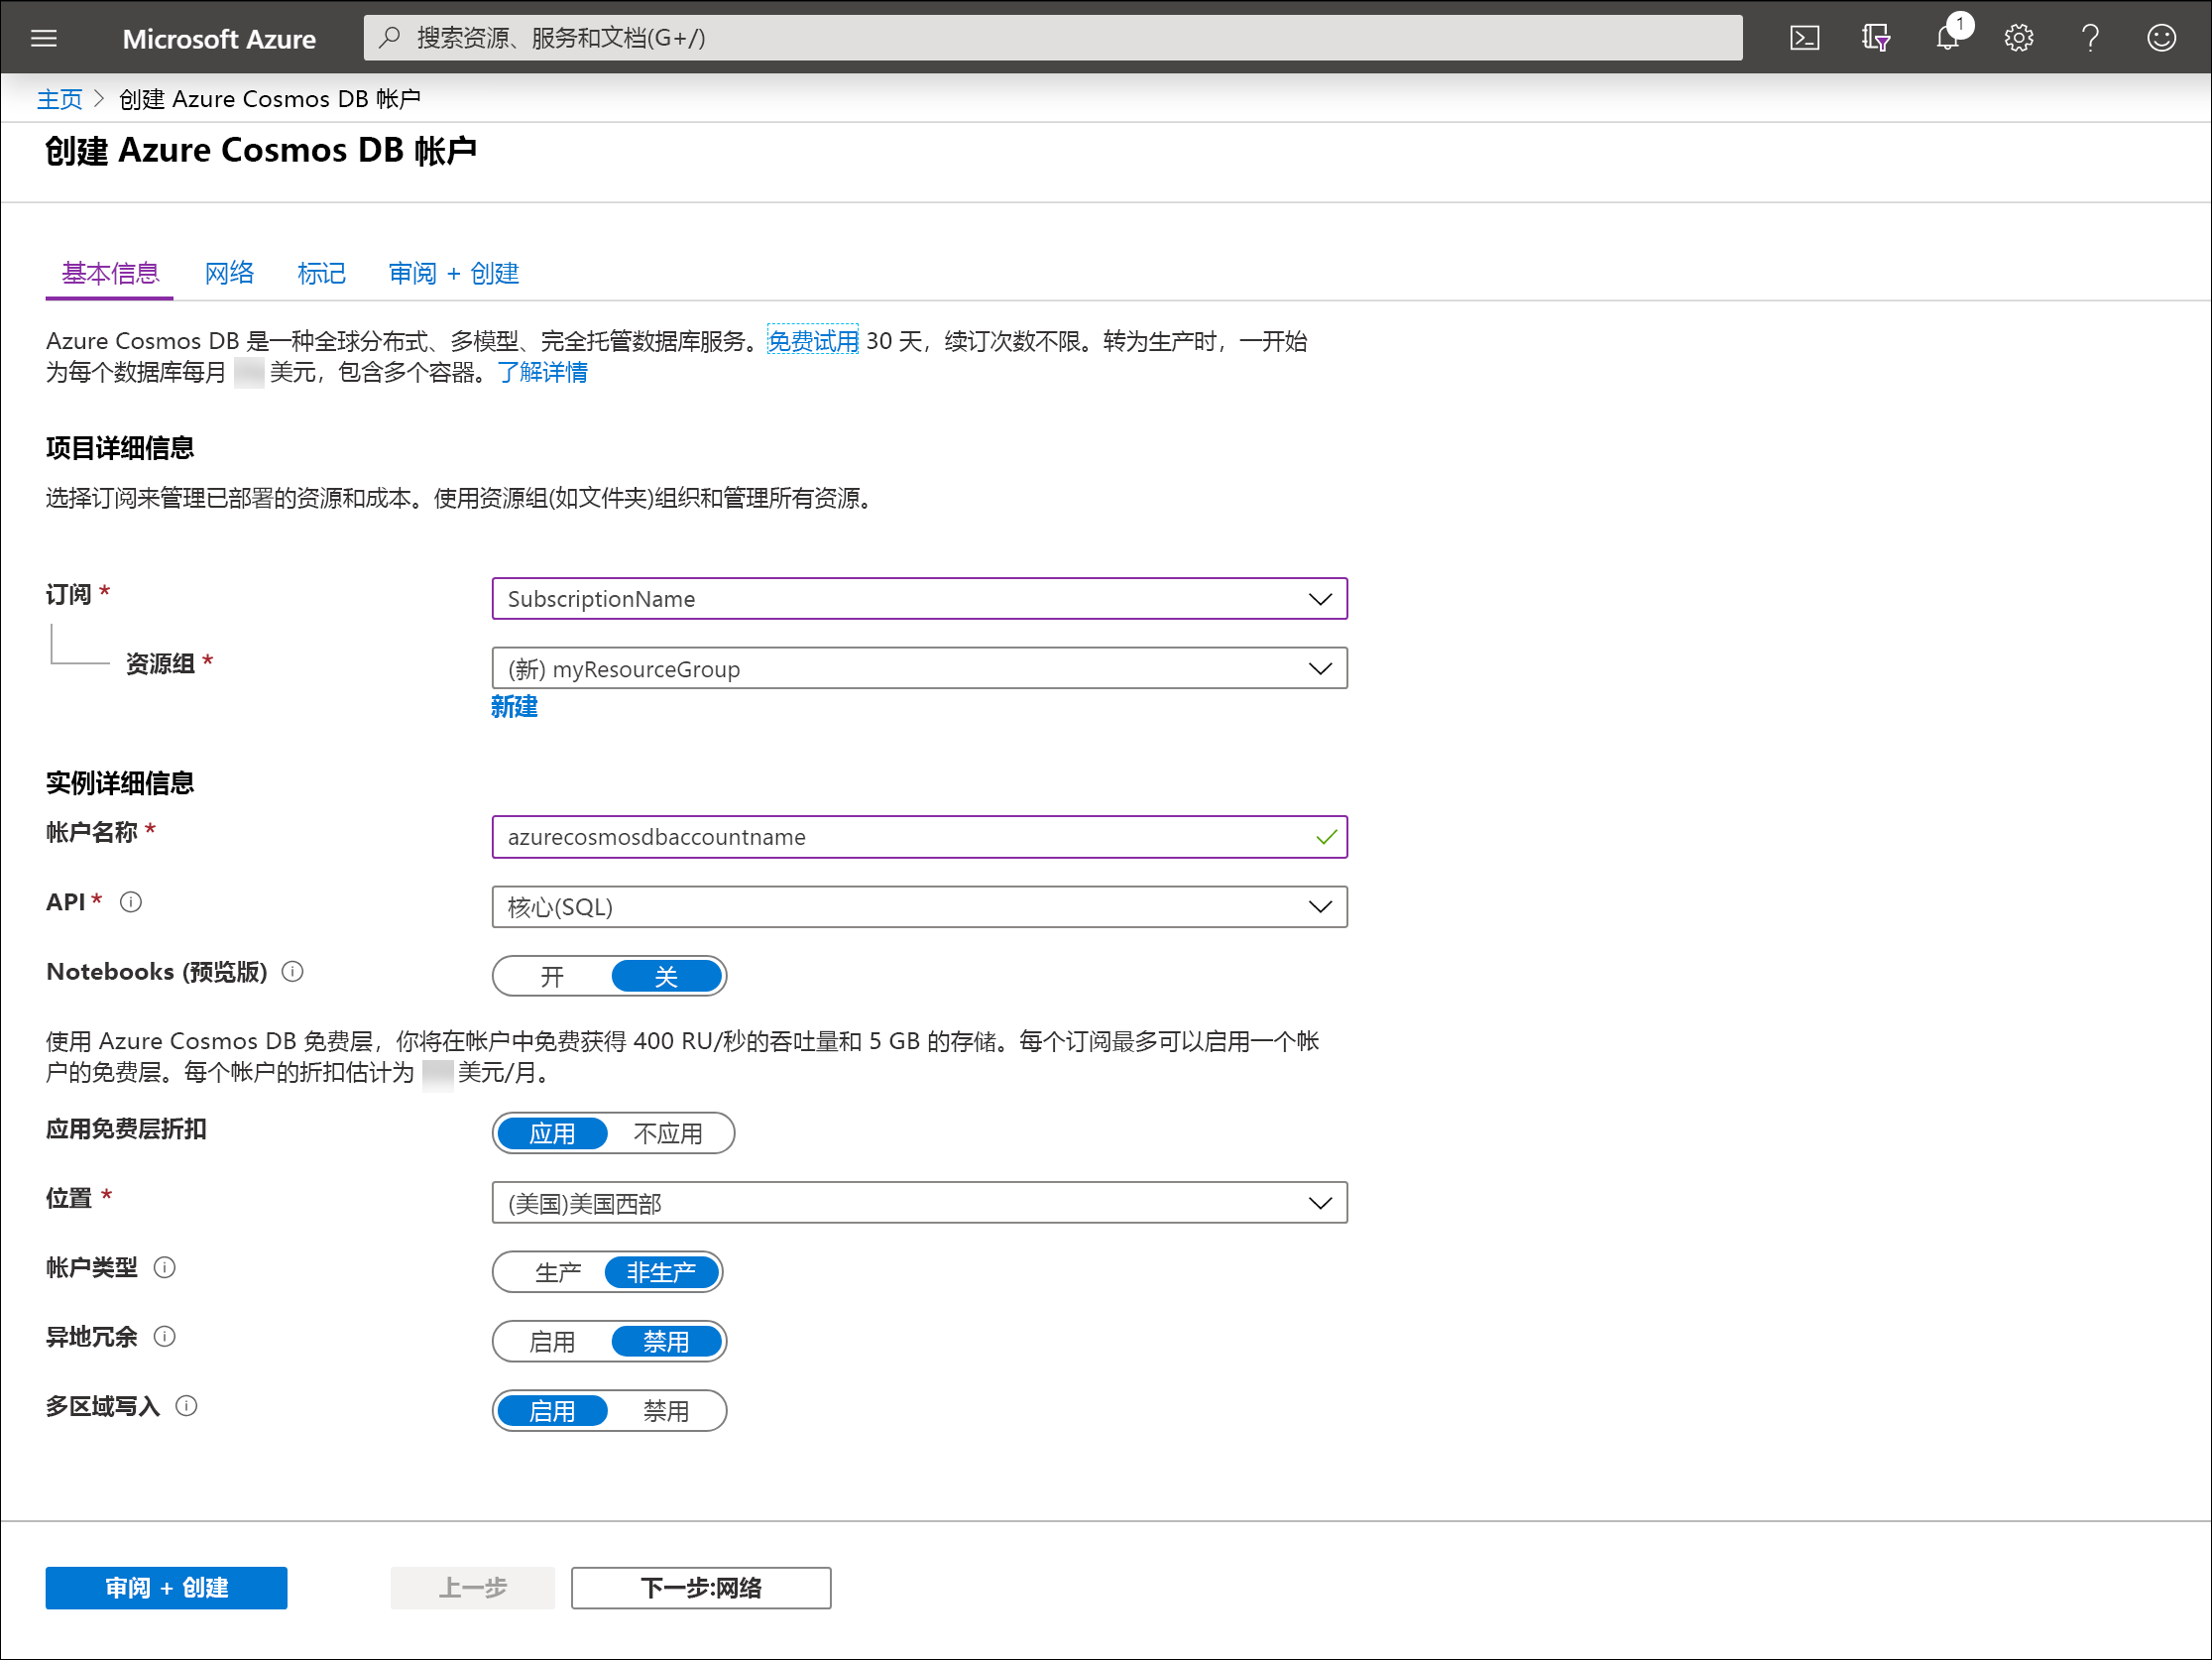 Microsoft Azure
搜索资源、服务和文档(G+/)
1
主页 > 创建 Azure Cosmos DB 帐户
创建 Azure Cosmos DB 帐户
基本信息 网络 标记 审阅 + 创建
Azure Cosmos DB 是一种全球分布式、多模型、完全托管数据库服务。免费试用 30 天，续订次数不限。转为生产时，一开始
为每个数据库每月 美元，包含多个容器。了解详情
项目详细信息
选择订阅来管理已部署的资源和成本。使用资源组(如文件夹)组织和管理所有资源。
订阅 *
SubscriptionName
资源组 *
(新) myResourceGroup
新建
实例详细信息
帐户名称 *
azurecosmosdbaccountname
API *
核心(SQL)
Notebooks (预览版)
开 关
使用 Azure Cosmos DB 免费层，你将在帐户中免费获得 400 RU/秒的吞吐量和 5 GB 的存储。每个订阅最多可以启用一个帐
户的免费层。每个帐户的折扣估计为 美元/月。
应用免费层折扣
应用 不应用
位置 *
(美国)美国西部
帐户类型
生产 非生产
异地冗余
启用 禁用
多区域写入
启用 禁用
审阅 + 创建 上一步 下一步:网络